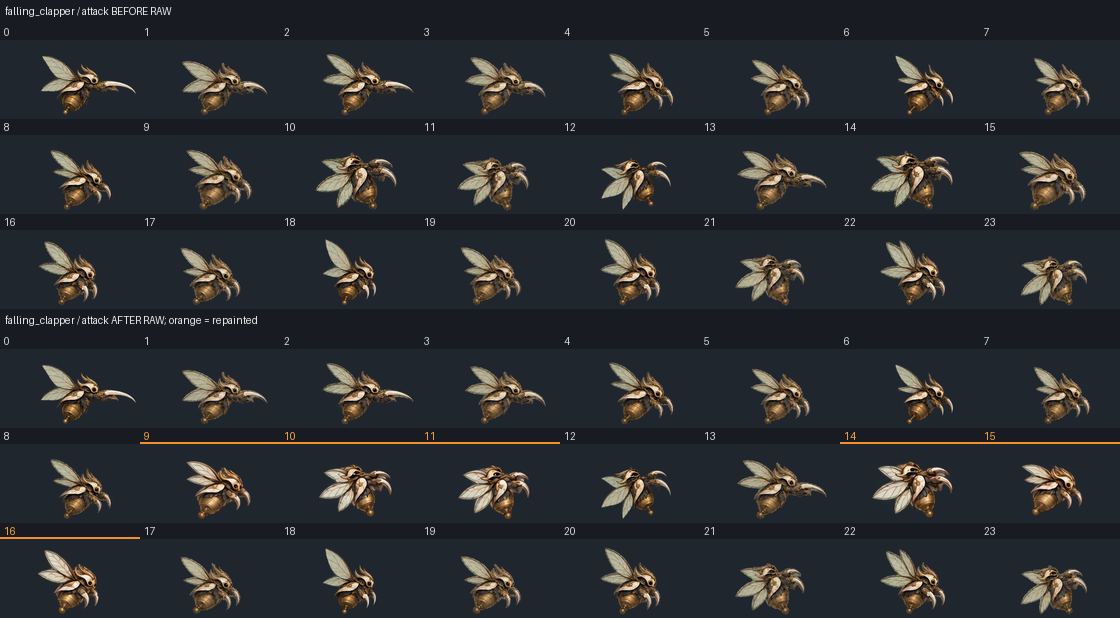 falling_clapper / attack BEFORE RAW
0 1 2 3 4 5 6 7
8 9 10 11 12 13 14 15
16 17 18 19 20 21 22 23
falling_clapper / attack AFTER RAW; orange = repainted
0 1 2 3 4 5 6 7
8 9 10 11 12 13 14 15
16 17 18 19 20 21 22 23